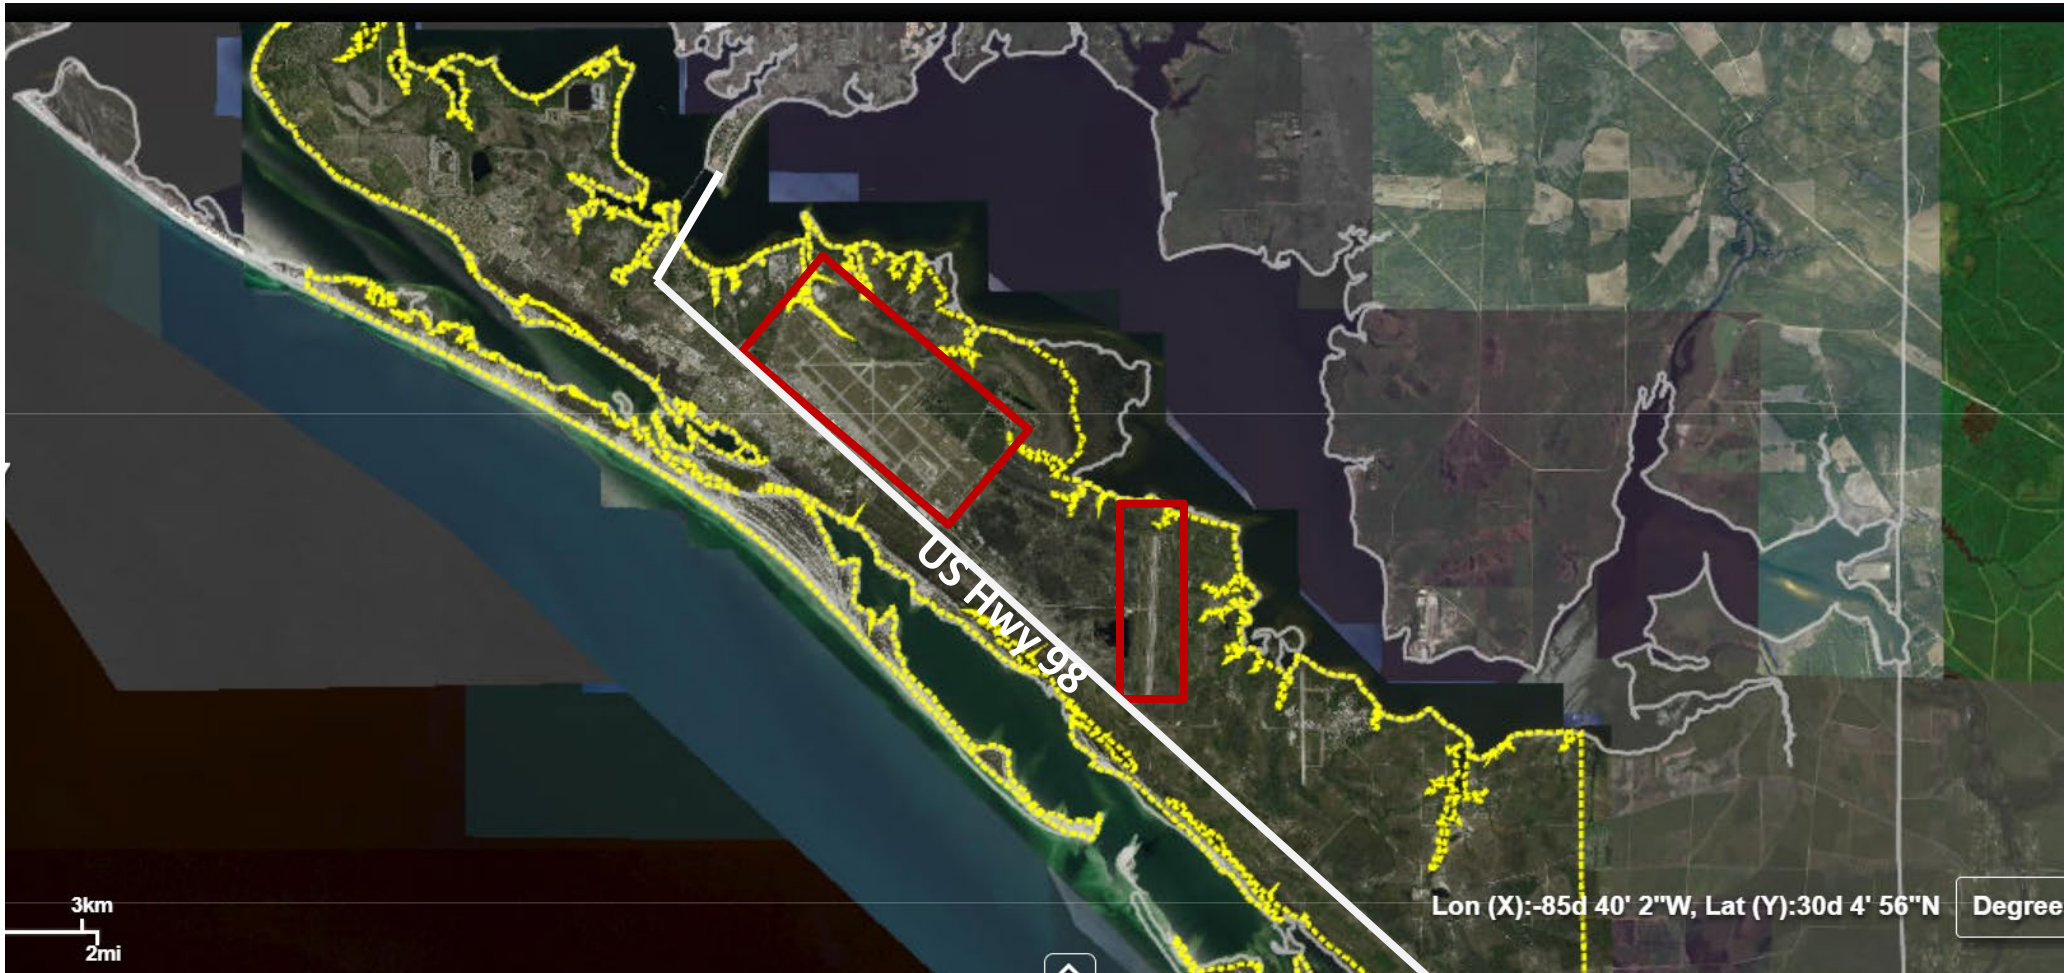 US Hwy 98
3km
2mi
Lon (X):-85d 40' 2"W, Lat (Y):30d 4' 56"N
Degree